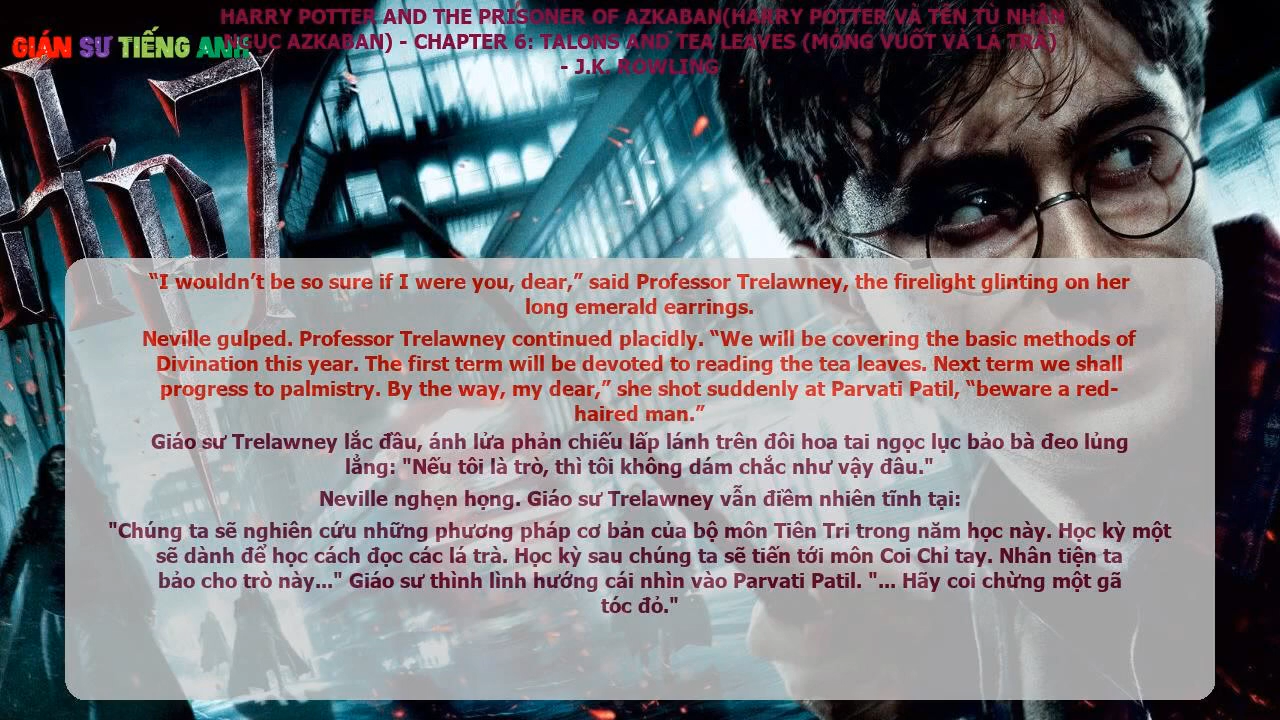 HARRY POTTER AND THE PRISONER OF AZKABAN(HARRY POTTER VÀ TÊN TÙ NHÂN
GIÁN SƯ TIẾNG ANH
NGỤC AZKABAN) - CHAPTER 6: TALONS AND TEA LEAVES (MÓNG VUỐT VÀ LÁ TRÀ)
- J.K. ROWLING
HP7
“I wouldn’t be so sure if I were you, dear,” said Professor Trelawney, the firelight glinting on her
long emerald earrings.
Neville gulped. Professor Trelawney continued placidly. “We will be covering the basic methods of
Divination this year. The first term will be devoted to reading the tea leaves. Next term we shall
progress to palmistry. By the way, my dear,” she shot suddenly at Parvati Patil, “beware a red-
haired man.”
Giáo sư Trelawney lắc đầu, ánh lửa phản chiếu lấp lánh trên đôi hoa tai ngọc lục bảo bà đeo lủng
lẳng: "Nếu tôi là trò, thì tôi không dám chắc như vậy đâu."
Neville nghẹn họng. Giáo sư Trelawney vẫn điềm nhiên tĩnh tại:
"Chúng ta sẽ nghiên cứu những phương pháp cơ bản của bộ môn Tiên Tri trong năm học này. Học kỳ một
sẽ dành để học cách đọc các lá trà. Học kỳ sau chúng ta sẽ tiến tới môn Coi Chỉ tay. Nhân tiện ta
bảo cho trò này..." Giáo sư thình lình hướng cái nhìn vào Parvati Patil. "... Hãy coi chừng một gã
tóc đỏ."